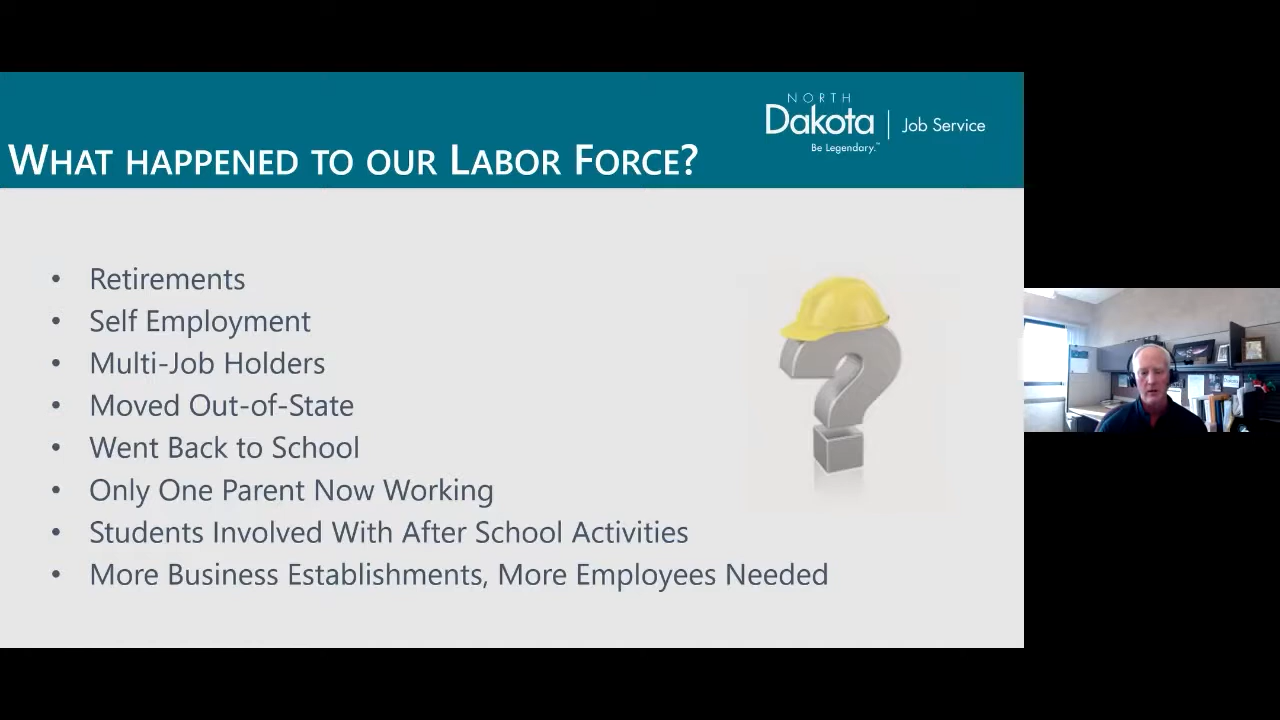 NORTH
Dakota | Job Service
Be Legendary.™
WHAT HAPPENED TO OUR LABOR FORCE?
• Retirements
• Self Employment
• Multi-Job Holders
• Moved Out-of-State
• Went Back to School
• Only One Parent Now Working
• Students Involved With After School Activities
• More Business Establishments, More Employees Needed